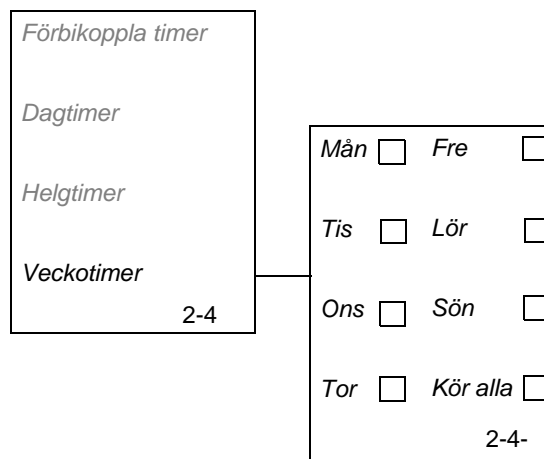 Förbikoppla timer
Dagtimer
Helgtimer
Veckotimer
2-4
Mån Fre
Tis Lör
Ons Sön
Tor Kör alla
2-4-